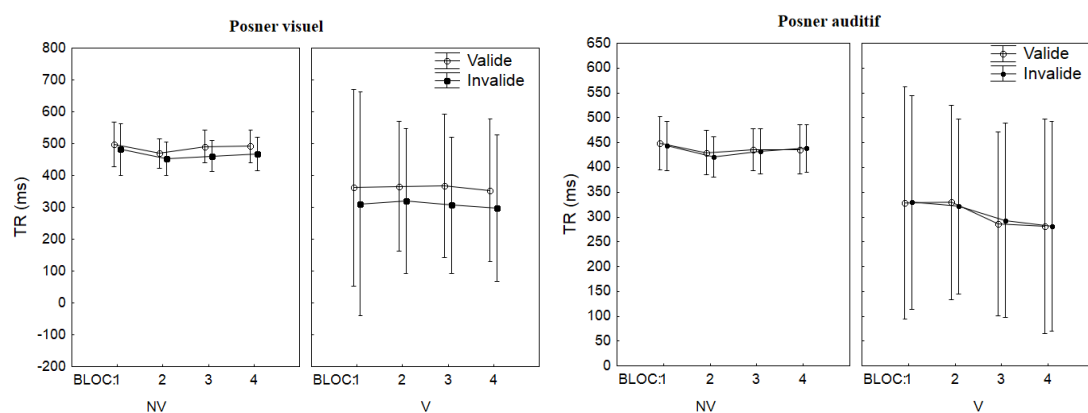 Posner visuel
TR (ms)
800
700
600
500
400
300
200
100
0
-100
-200
Valide
Invalide
BLOC:1 2 3 4
1 2 3 4
NV
V
Posner auditif
TR (ms)
650
600
550
500
450
400
350
300
250
200
150
100
50
0
Valide
Invalide
BLOC:1 2 3 4
1 2 3 4
NV
V